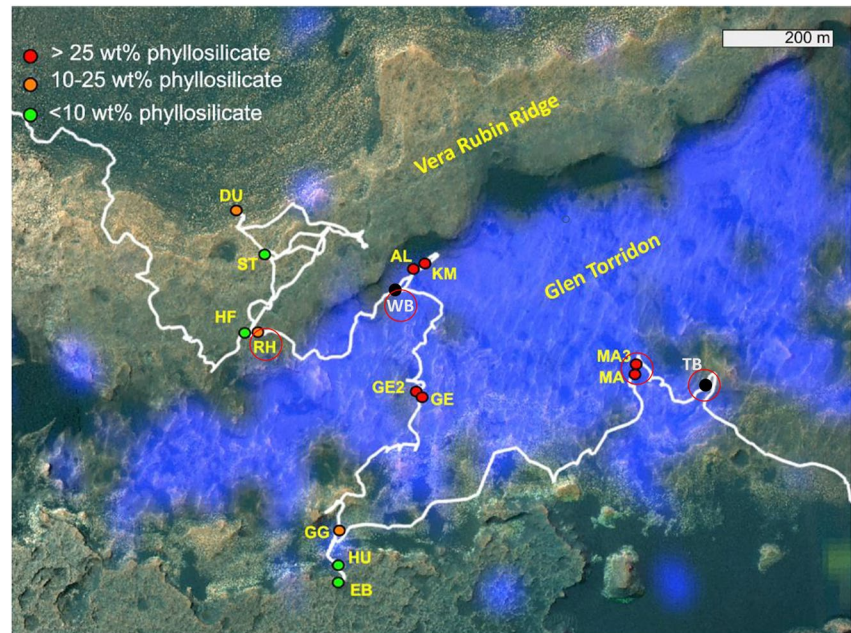 200 m
> 25 wt% phyllosilicate
10-25 wt% phyllosilicate
<10 wt% phyllosilicate
Vera Rubin Ridge
DU
ST
AL
KM
Glen Torridon
WB
HF
RH
MA3
MA
TB
GE2
GE
GG
HU
EB